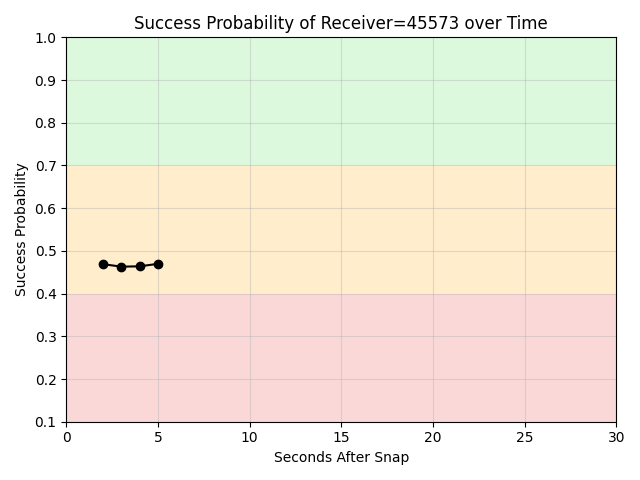 Success Probability of Receiver=45573 over Time
1.0
0.9
0.8
0.7
0.6
0.5
0.4
0.3
0.2
0.1
Success Probability
0 5 10 15 20 25 30
Seconds After Snap